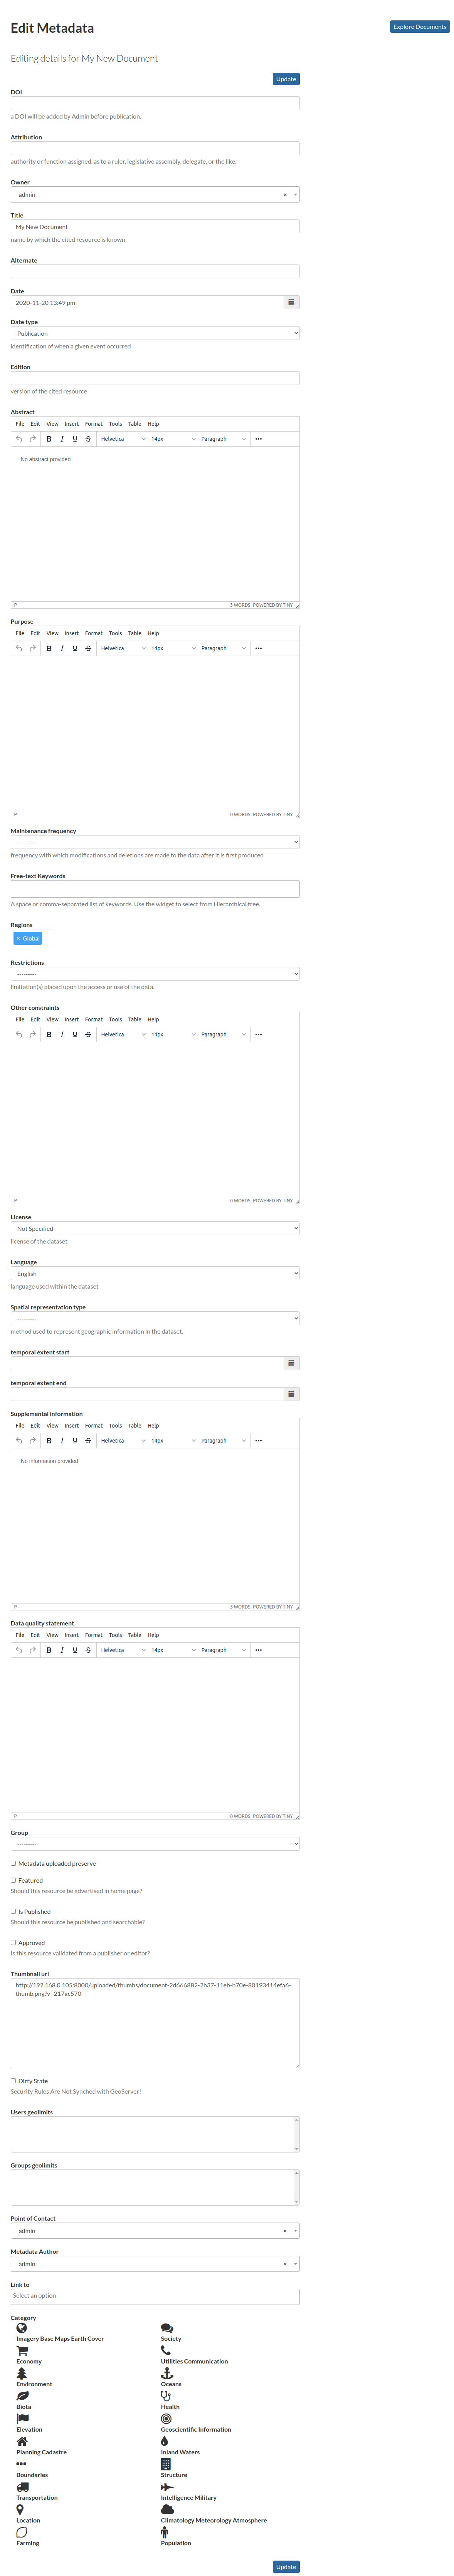 Edit Metadata
Explore Documents
Editing details for My New Document
Update
DOI
a DOI will be added by Admin before publication.
Attribution
authority or function assigned, as to a ruler, legislative assembly, delegate, or the like.
Owner
admin
×
Title
My New Document
name by which the cited resource is known
Alternate
Date
2020-11-20 13:49 pm
Date type
Publication
identification of when a given event occurred
Edition
version of the cited resource
Abstract
File Edit View Insert Format Tools Table Help
B I U S Helvetica 14px Paragraph •••
No abstract provided
P 3 WORDS POWERED BY TINY
Purpose
File Edit View Insert Format Tools Table Help
B I U S Helvetica 14px Paragraph •••
P 0 WORDS POWERED BY TINY
Maintenance frequency
---------
frequency with which modifications and deletions are made to the data after it is first produced
Free-text Keywords
A space or comma-separated list of keywords. Use the widget to select from Hierarchical tree.
Regions
× Global
Restrictions
---------
limitation(s) placed upon the access or use of the data.
Other constraints
File Edit View Insert Format Tools Table Help
B I U S Helvetica 14px Paragraph •••
P 0 WORDS POWERED BY TINY
License
Not Specified
license of the dataset
Language
English
language used within the dataset
Spatial representation type
---------
method used to represent geographic information in the dataset.
temporal extent start
temporal extent end
Supplemental information
File Edit View Insert Format Tools Table Help
B I U S Helvetica 14px Paragraph •••
No information provided
P 3 WORDS POWERED BY TINY
Data quality statement
File Edit View Insert Format Tools Table Help
B I U S Helvetica 14px Paragraph •••
P 0 WORDS POWERED BY TINY
Group
---------
Metadata uploaded preserve
Featured
Should this resource be advertised in home page?
Is Published
Should this resource be published and searchable?
Approved
Is this resource validated from a publisher or editor?
Thumbnail url
http://192.168.0.105:8000/uploaded/thumbs/document-2d666882-2b37-11eb-b70e-80193414efa6-
thumb.png?v=217ac570
Dirty State
Security Rules Are Not Synched with GeoServer!
Users geolimits
Groups geolimits
Point of Contact
admin
×
Metadata Author
admin
×
Link to
Select an option
Category
Imagery Base Maps Earth Cover
Society
Economy
Utilities Communication
Environment
Oceans
Biota
Health
Elevation
Geoscientific Information
Planning Cadastre
Inland Waters
Boundaries
Structure
Transportation
Intelligence Military
Location
Climatology Meteorology Atmosphere
Farming
Population
Update